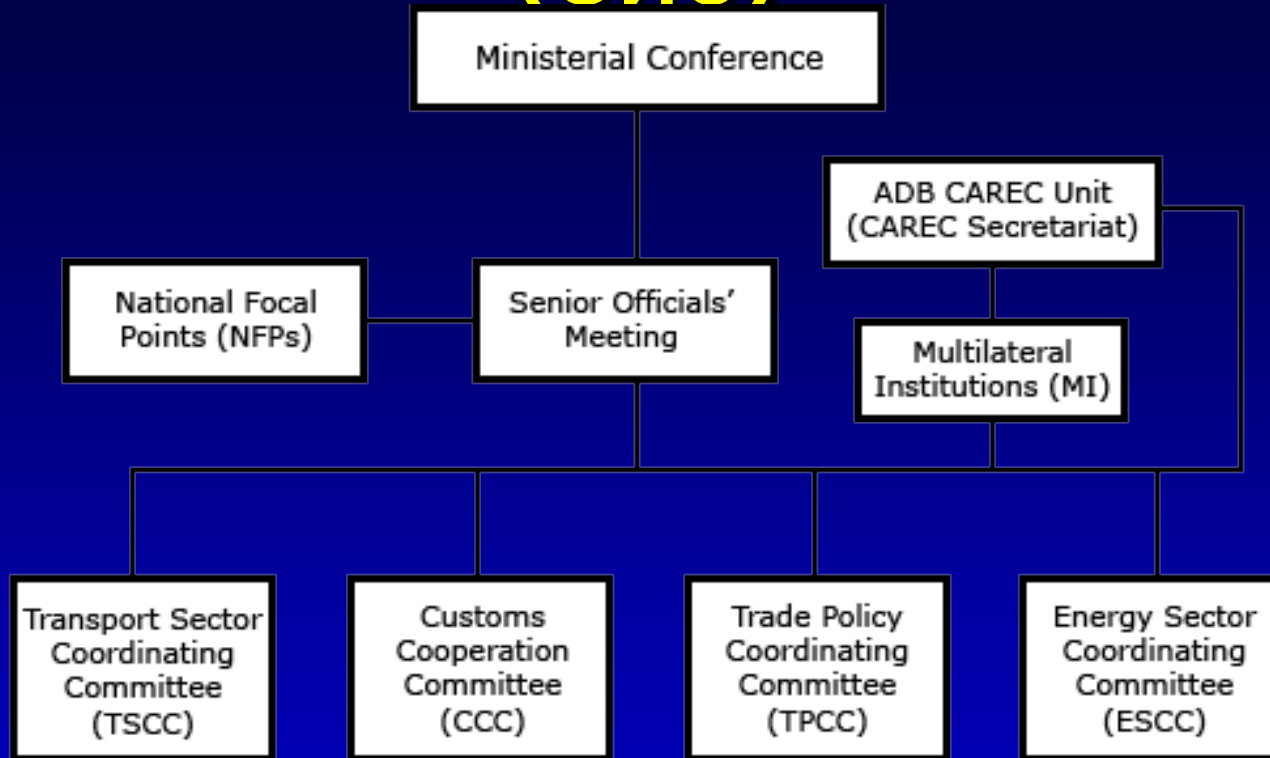 Ministerial Conference
ADB CAREC Unit
(CAREC Secretariat)
National Focal
Points (NFPs)
Senior Officials’
Meeting
Multilateral
Institutions (MI)
Transport Sector
Coordinating
Committee
(TSCC)
Customs
Cooperation
Committee
(CCC)
Trade Policy
Coordinating
Committee
(TPCC)
Energy Sector
Coordinating
Committee
(ESCC)